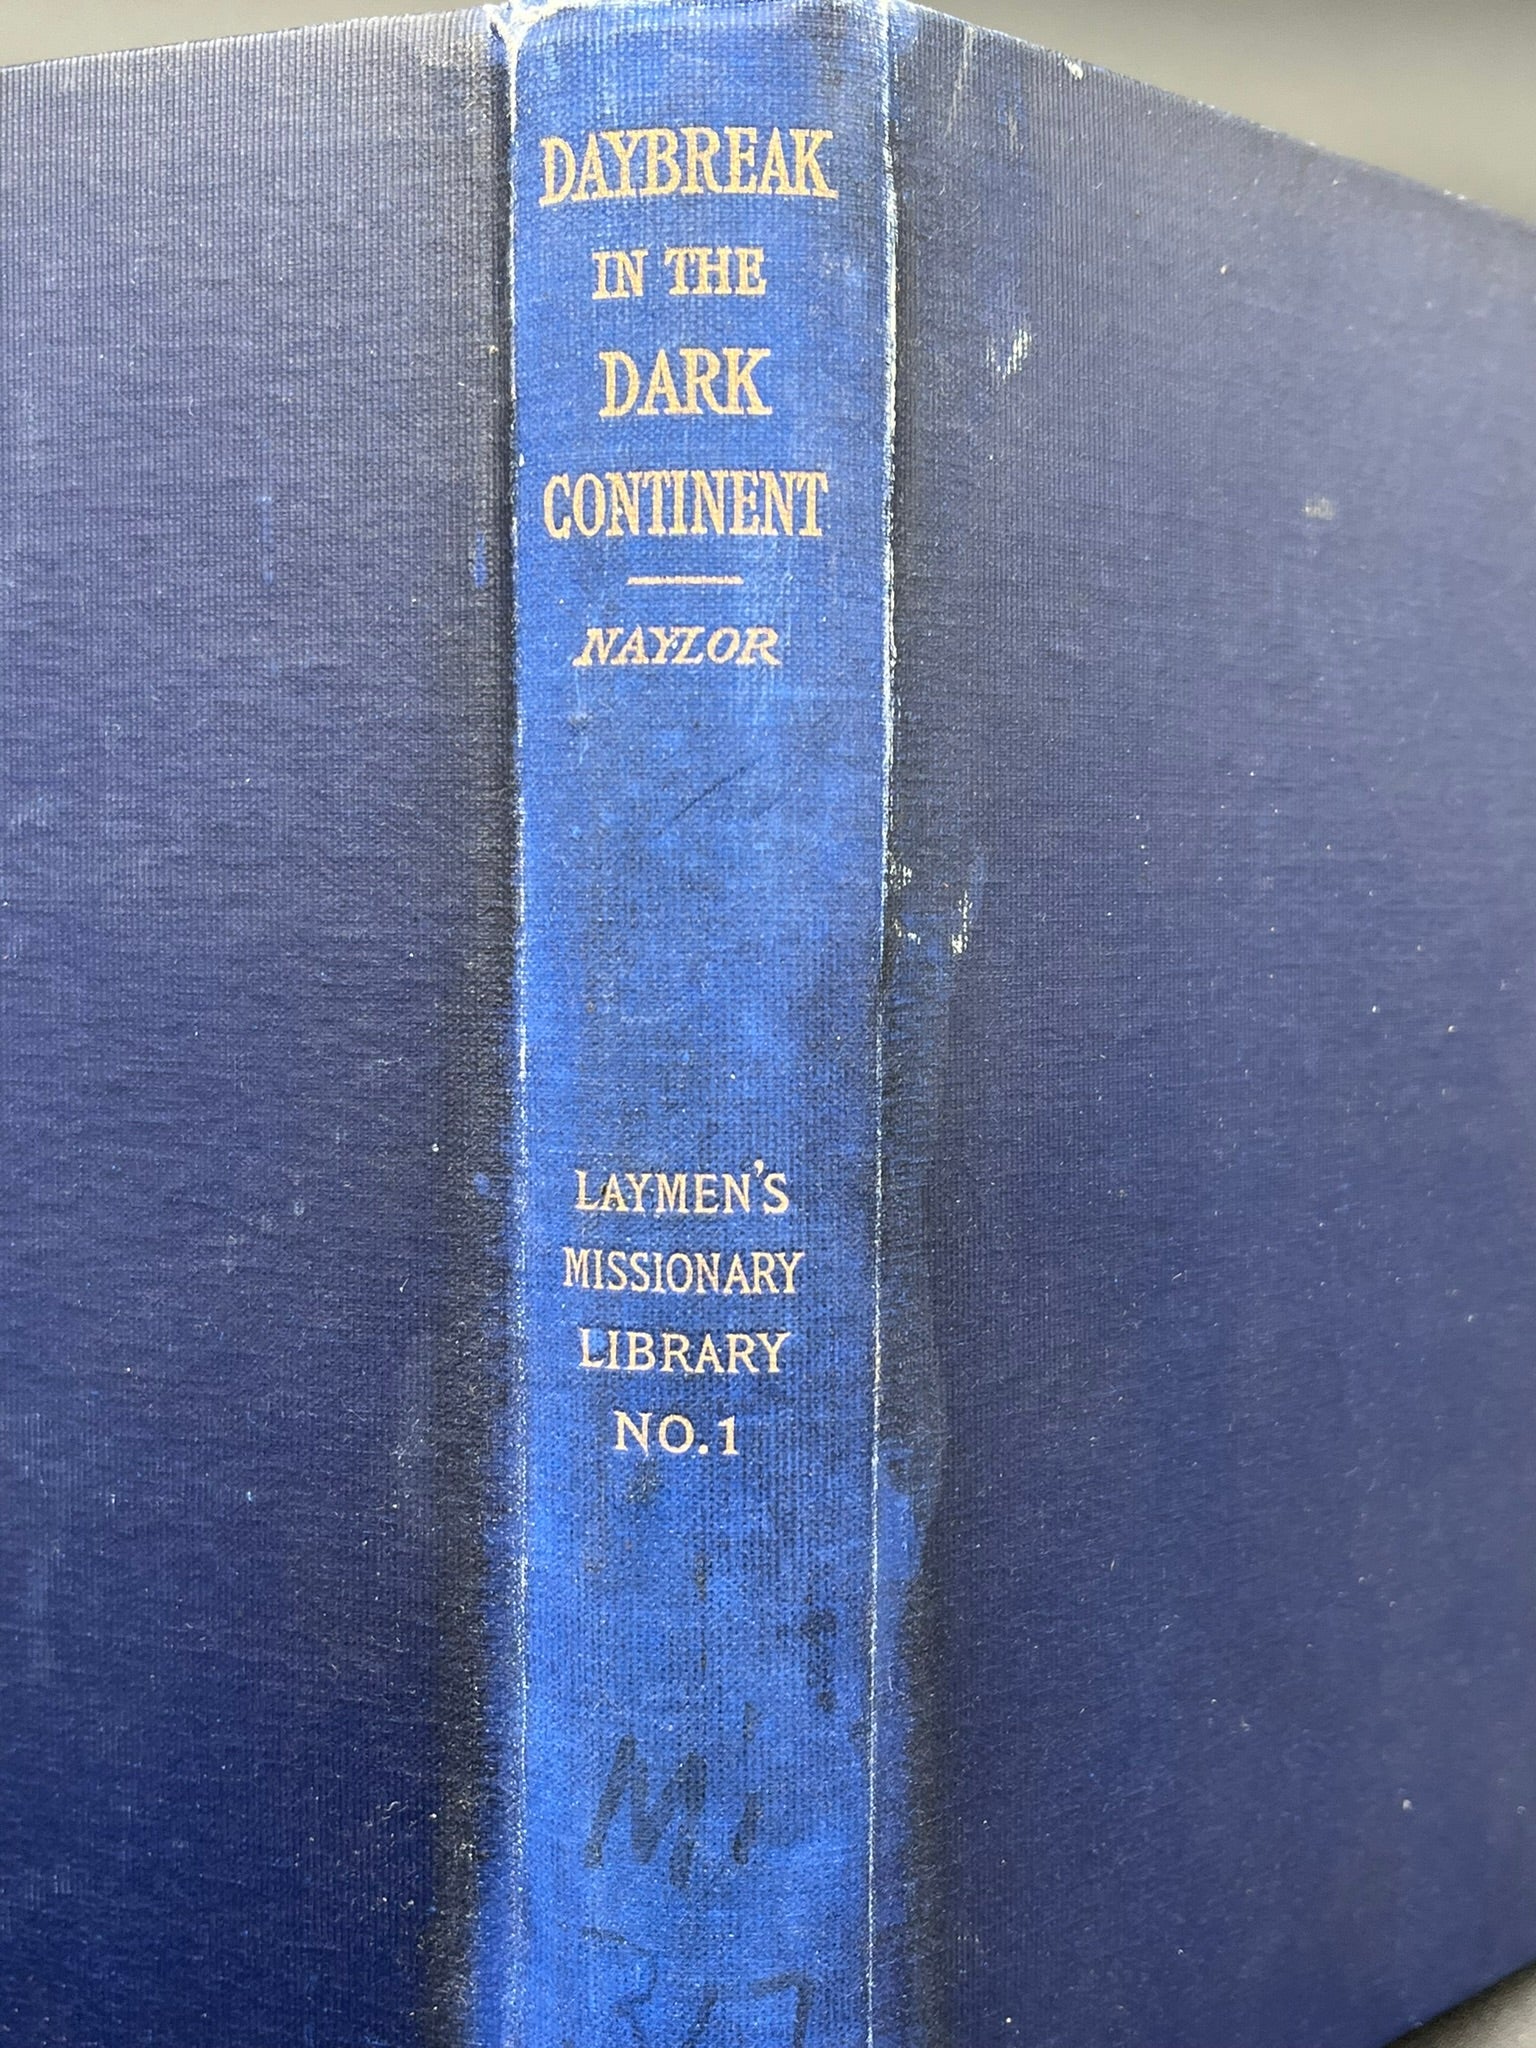 DAYBREAK
IN THE
DARK
CONTINENT
NAYLOR
LAYMEN'S
MISSIONARY
LIBRARY
NO. 1